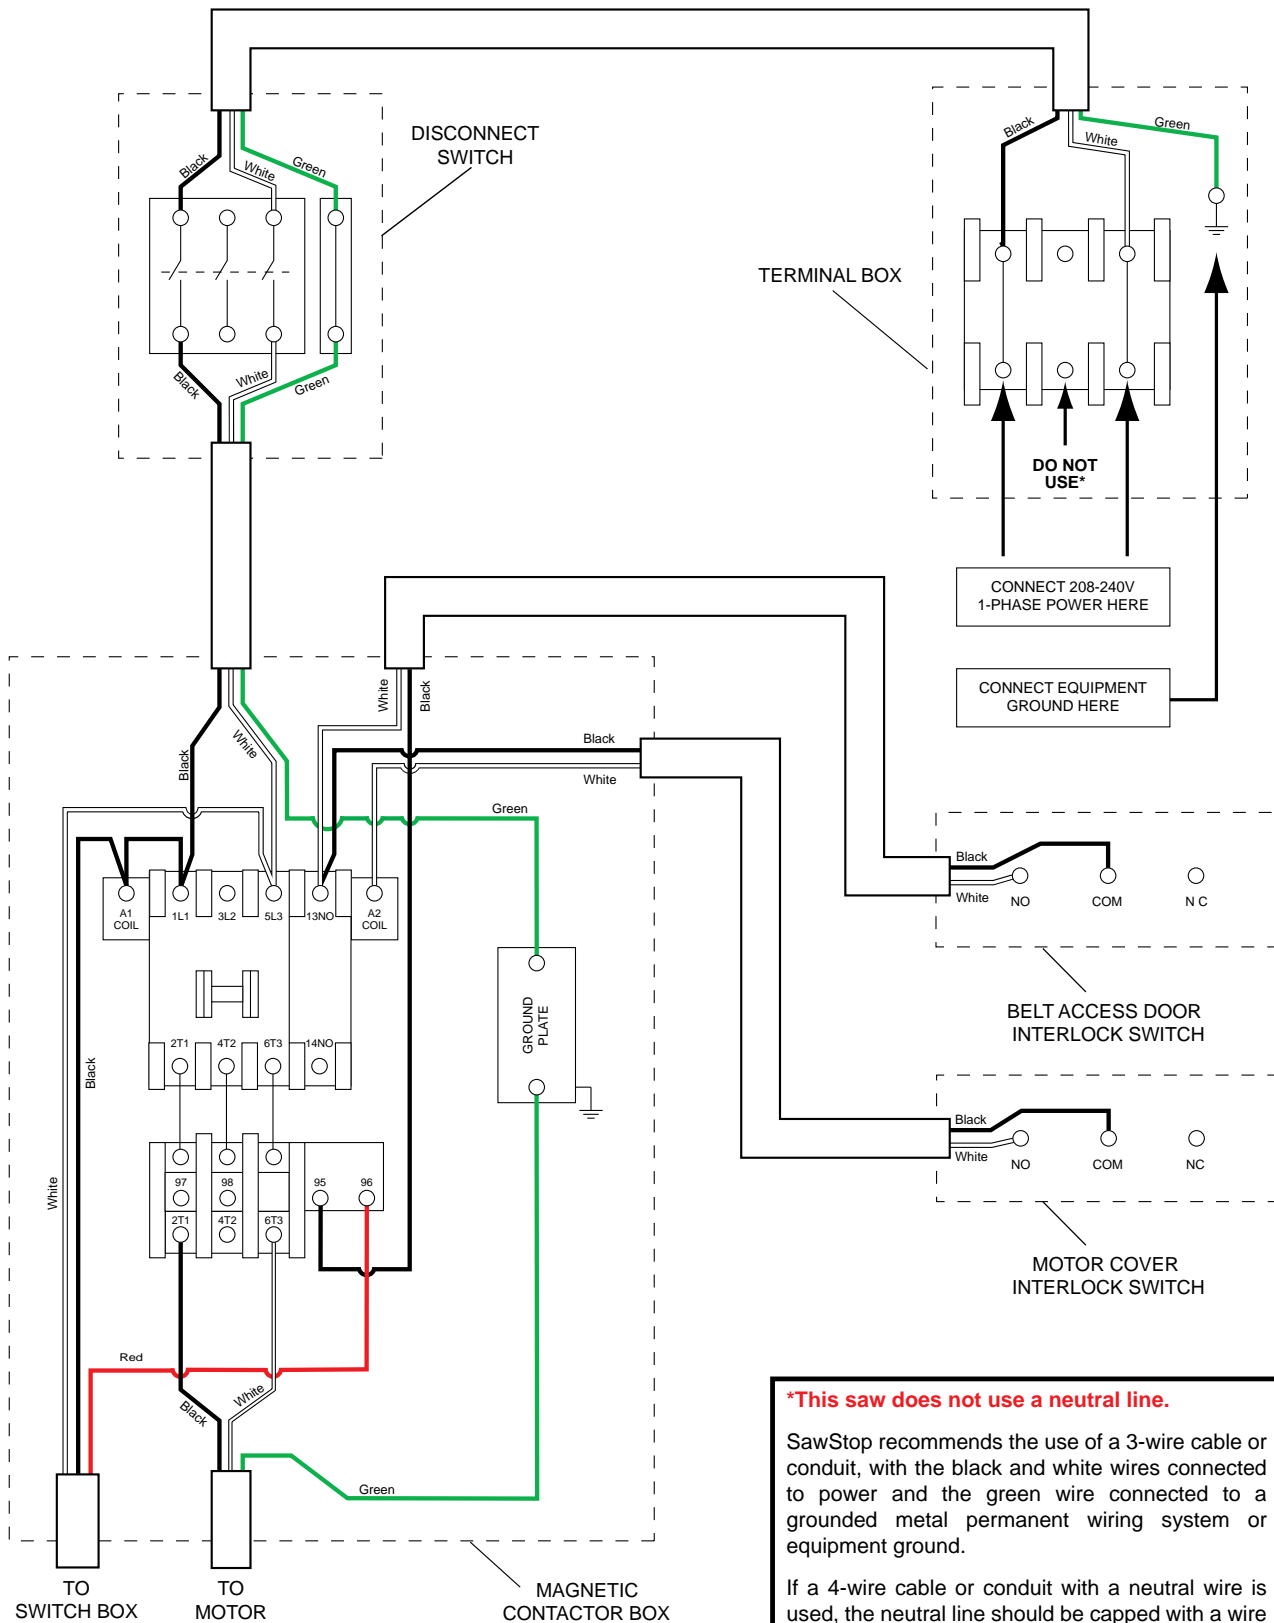 DISCONNECT
SWITCH
Black
White
Green
Black
White
Green
Black
White
Green
TERMINAL BOX
DO NOT
USE*
CONNECT 208-240V
1-PHASE POWER HERE
CONNECT EQUIPMENT
GROUND HERE
White
Black
White
Black
Black
White
Green
A1
COIL
1L1
3L2
5L3
13NO
A2
COIL
2T1
4T2
6T3
14NO
GROUND
PLATE
Black
White
97
98
95
96
2T1
4T2
6T3
Red
Black
White
Green
Black
White
NO
COM
N C
BELT ACCESS DOOR
INTERLOCK SWITCH
Black
White
NO
COM
NC
MOTOR COVER
INTERLOCK SWITCH
TO
SWITCH BOX
TO
MOTOR
MAGNETIC
CONTACTOR BOX
*This saw does not use a neutral line.
SawStop recommends the use of a 3-wire cable or
conduit, with the black and white wires connected
to power and the green wire connected to a
grounded metal permanent wiring system or
equipment ground.
If a 4-wire cable or conduit with a neutral wire is
used, the neutral line should be capped with a wire